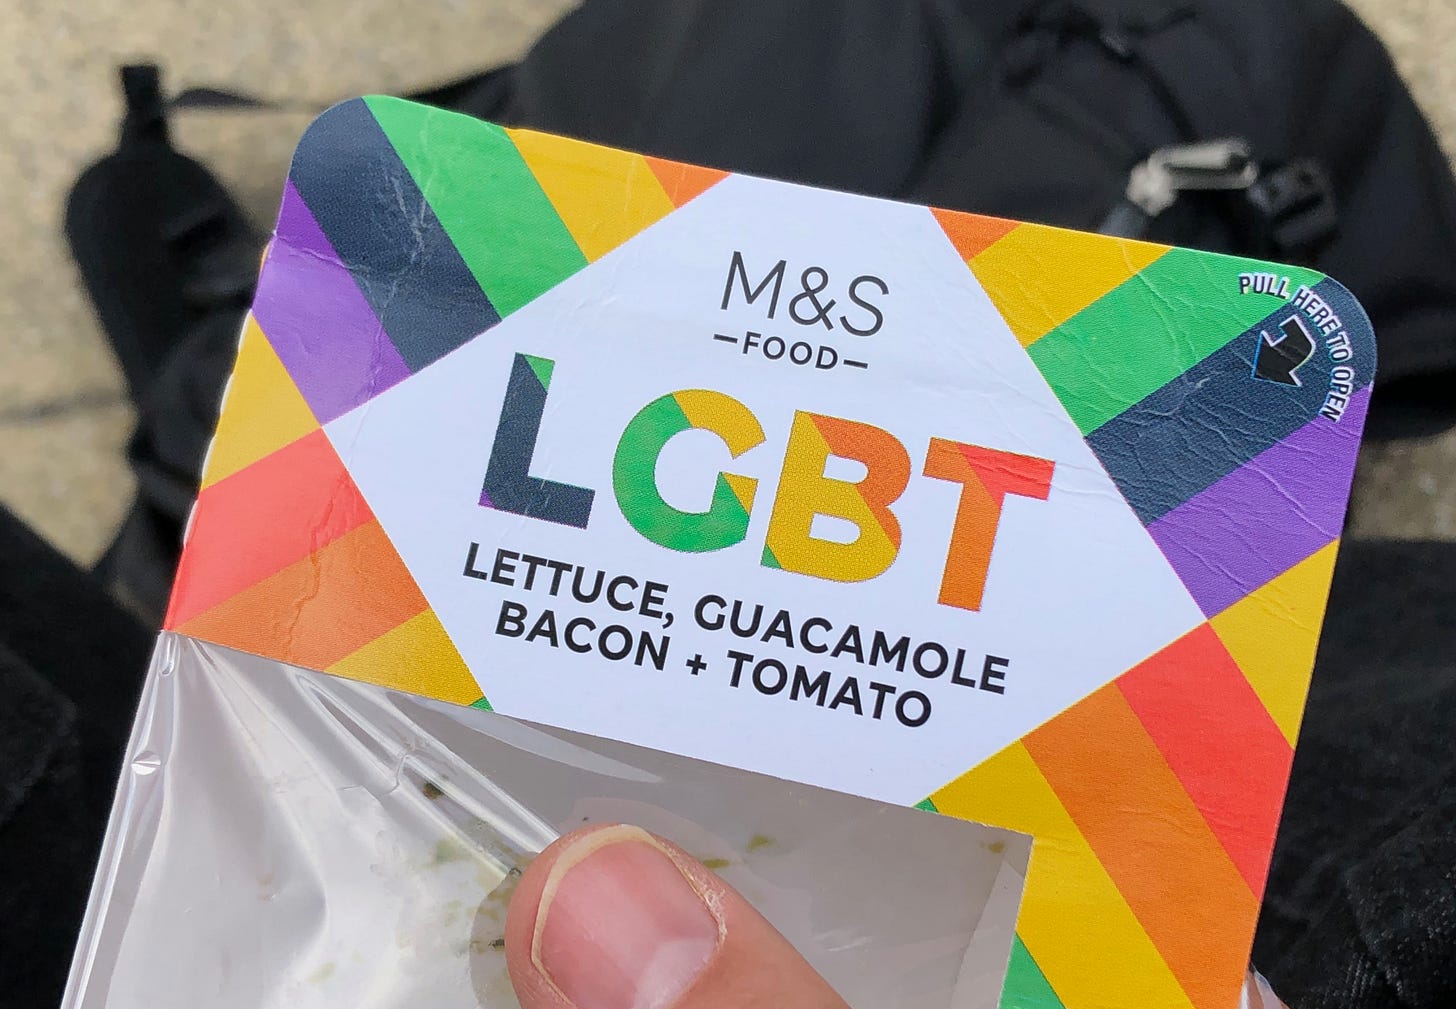 M&S
-FOOD-
LGBT
LETTUCE, GUACAMOLE
BACON + TOMATO
PULL HERE TO OPEN